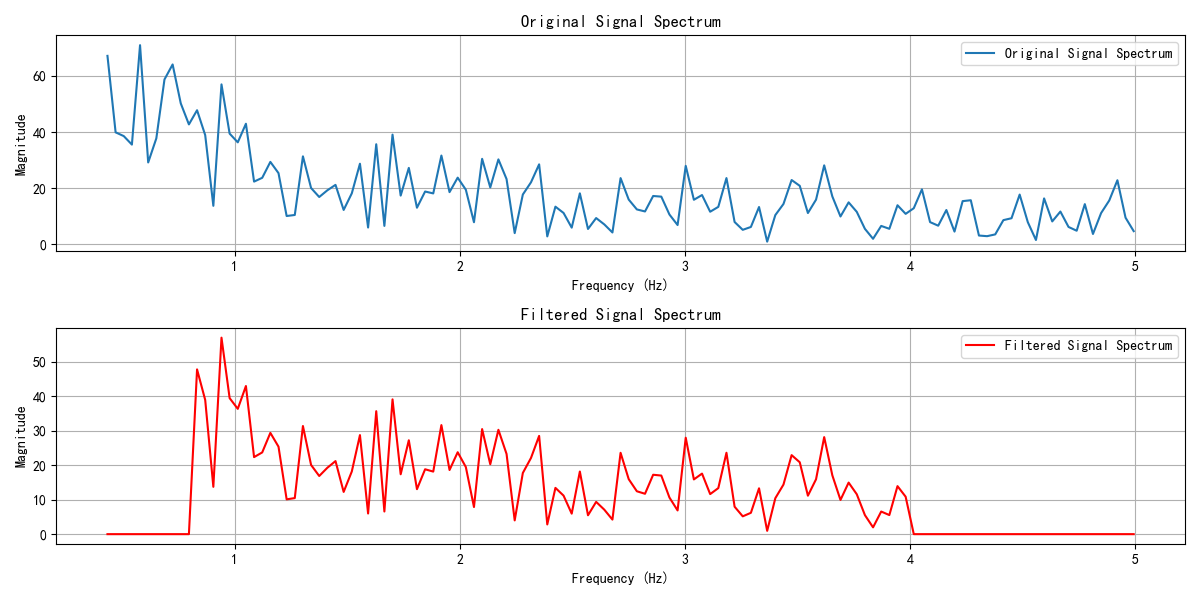 Original Signal Spectrum
Original Signal Spectrum
Magnitude
60
40
20
0
1
2
3
4
5
Frequency (Hz)
Filtered Signal Spectrum
Filtered Signal Spectrum
Magnitude
50
40
30
20
10
0
1
2
3
4
5
Frequency (Hz)